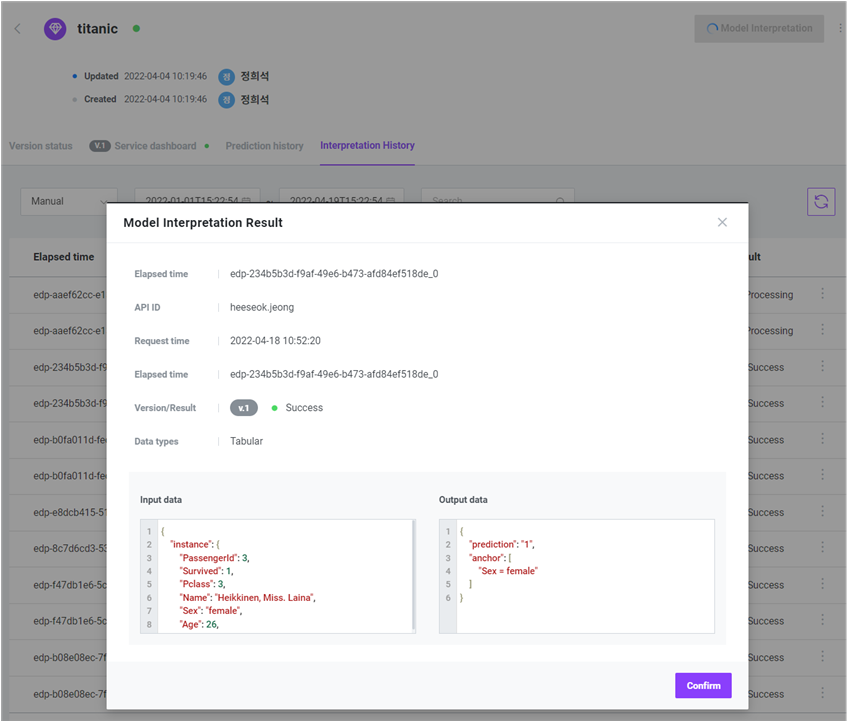 titanic
Model Interpretation
Updated 2022-04-04 10:19:46 정 정희석
Created 2022-04-04 10:19:46 정 정희석
Version status V.1 Service dashboard Prediction history Interpretation History
Manual 2022-01-01T15:22:54 ~ 2022-04-19T15:22:54 Search
Model Interpretation Result
Elapsed time
ult
Elapsed time edp-234b5b3d-f9af-49e6-b473-afd84ef518de_0
edp-aaef62cc-e1
Processing
API ID heeseok.jeong
edp-aaef62cc-e1
Processing
Request time 2022-04-18 10:52:20
edp-234b5b3d-f9
Success
Elapsed time edp-234b5b3d-f9af-49e6-b473-afd84ef518de_0
edp-234b5b3d-f9
Success
Version/Result v.1 Success
edp-b0fa011d-fe
Success
Data types Tabular
edp-b0fa011d-fe
Success
Input data Output data
edp-e8dcb415-51
Success
1 { 1 {
2 "instance": { 2 "prediction": "1",
edp-8c7d6cd3-53
Success
3 "PassengerId": 3, 3 "anchor": [
4 "Survived": 1, 4 "Sex = female"
5 "Pclass": 3, 5 ]
edp-f47db1e6-5c
Success
6 "Name": "Heikkinen, Miss. Laina", 6 }
7 "Sex": "female",
8 "Age": 26,
edp-f47db1e6-5c
Success
edp-b08e08ec-7f
Success
edp-b08e08ec-7f
Success
Confirm